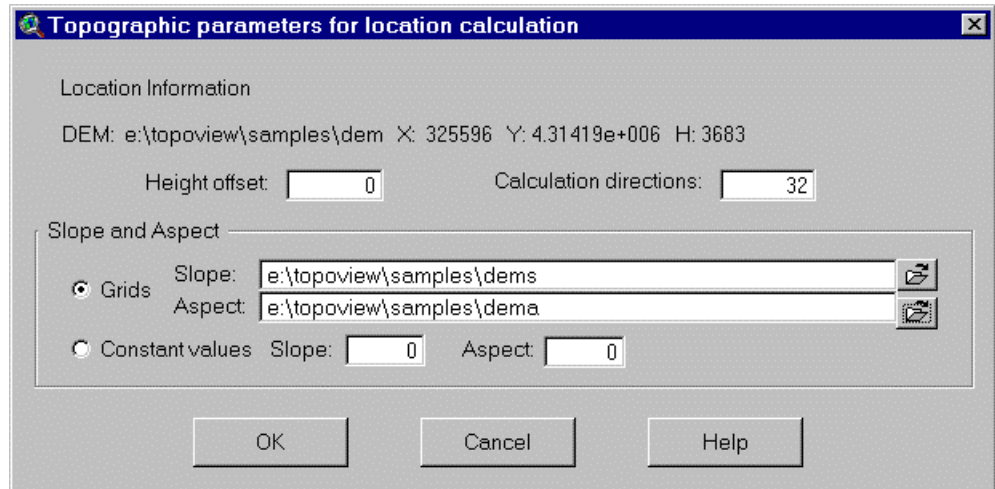 Topographic parameters for location calculation
Location Information
DEM: e:\topoview\samples\dem X: 325596 Y: 4.31419e+006 H: 3683
Height offset: 0 Calculation directions: 32
Slope and Aspect
Grids Slope: e:\topoview\samples\dems
Aspect: e:\topoview\samples\dema
Constant values Slope: 0 Aspect: 0
OK Cancel Help